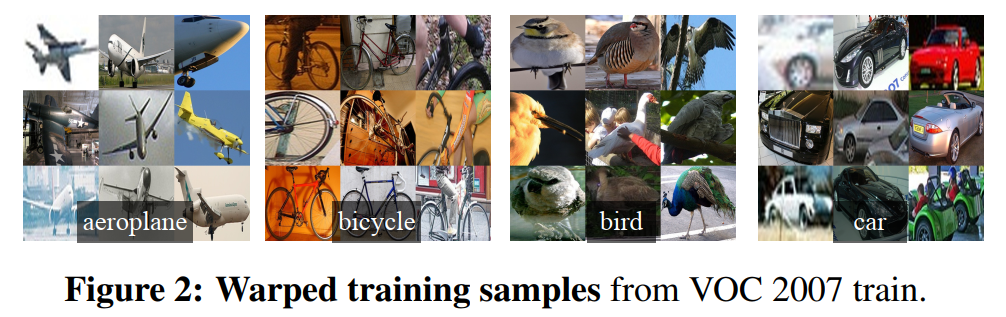 aeroplane
bicycle
bird
car
Figure 2: Warped training samples from VOC 2007 train.